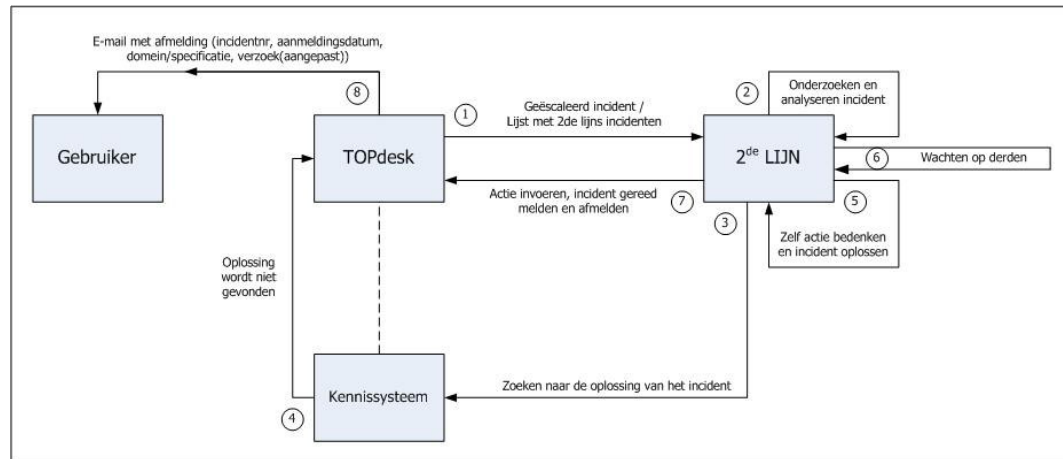 E-mail met afmelding (incidentnr, aanmeldingsdatum,
domein/specificatie, verzoek(aangepast))
8
1
Geëscaleerd incident /
Lijst met 2de lijns incidenten
2
Onderzoeken en
analyseren incident
Gebruiker
TOPdesk
2de LIJN
6
Wachten op derden
Actie invoeren, incident gereed
melden en afmelden
7
3
5
Zelf actie bedenken
en incident oplossen
Oplossing
wordt niet
gevonden
Kennissysteem
4
Zoeken naar de oplossing van het incident